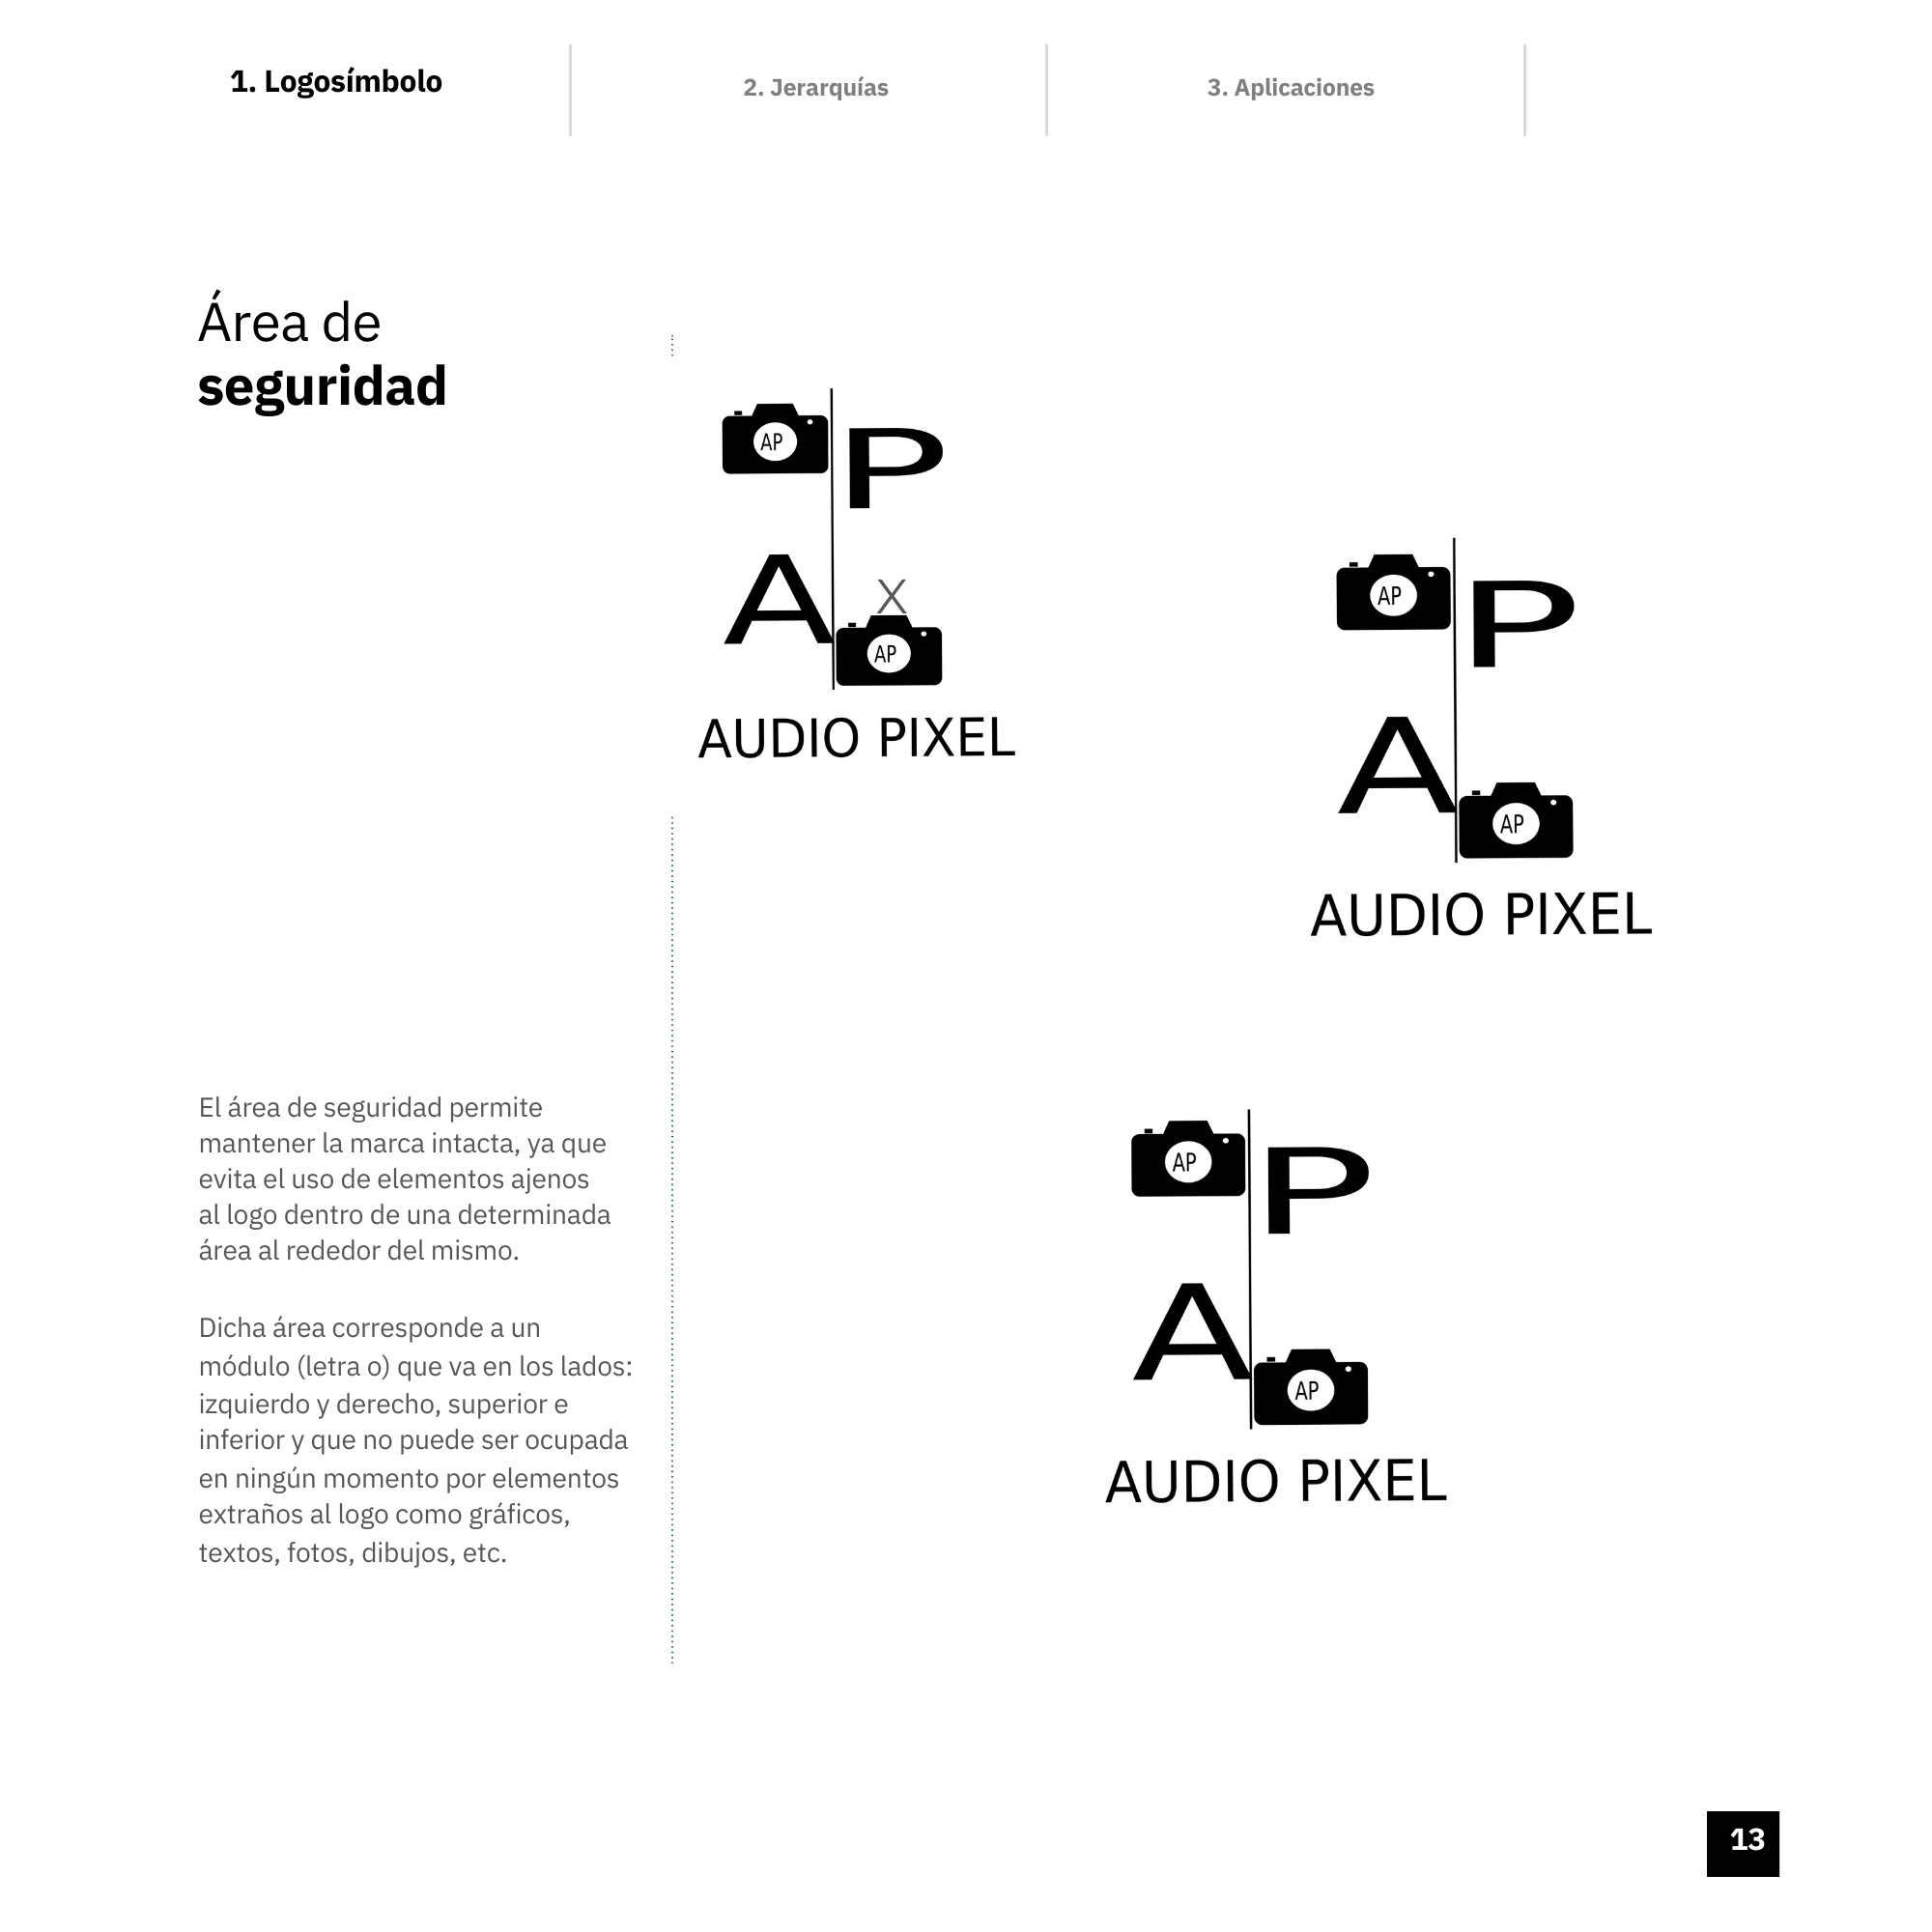 1. Logosímbolo
2. Jerarquías
3. Aplicaciones
Área de
seguridad
AP
P
A
X
AP
AUDIO PIXEL
AP
P
A
AP
AUDIO PIXEL
El área de seguridad permite
mantener la marca intacta, ya que
evita el uso de elementos ajenos
al logo dentro de una determinada
área al rededor del mismo.
Dicha área corresponde a un
módulo (letra o) que va en los lados:
izquierdo y derecho, superior e
inferior y que no puede ser ocupada
en ningún momento por elementos
extraños al logo como gráficos,
textos, fotos, dibujos, etc.
AP
P
A
AP
AUDIO PIXEL
13